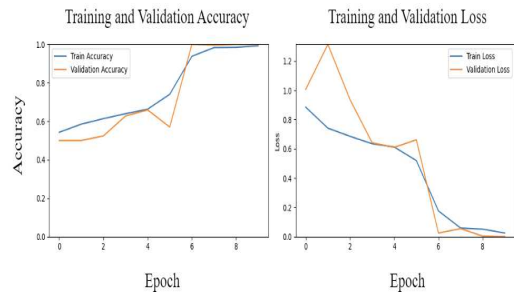 Training and Validation Accuracy
Train Accuracy
Validation Accuracy
Accuracy
1.0
0.8
0.6
0.4
0.2
0.0
0 2 4 6 8
Epoch
Training and Validation Loss
Train Loss
Validation Loss
Loss
1.2
1.0
0.8
0.6
0.4
0.2
0.0
0 2 4 6 8
Epoch